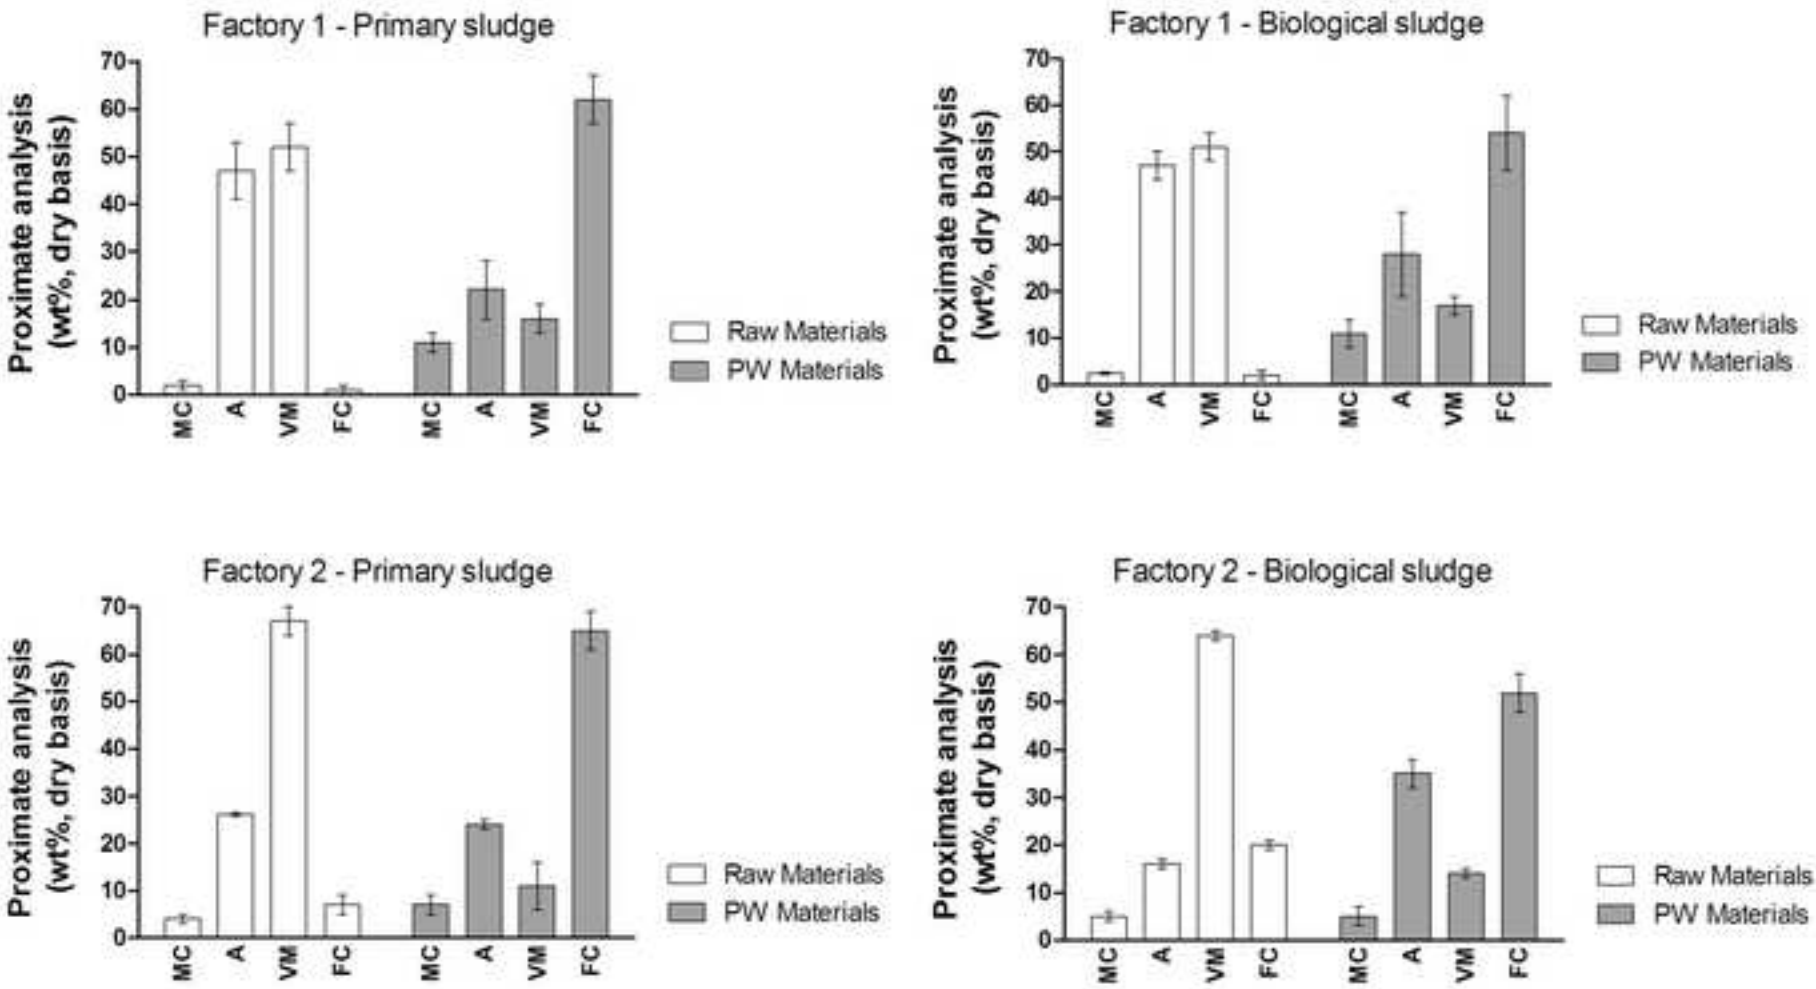 Factory 1 - Primary sludge
Proximate analysis
(wt%, dry basis)
70
60
50
40
30
20
10
0
MC
A
VM
FC
MC
A
VM
FC
Raw Materials
PW Materials
Factory 1 - Biological sludge
Proximate analysis
(wt%, dry basis)
70
60
50
40
30
20
10
0
MC
A
VM
FC
MC
A
VM
FC
Raw Materials
PW Materials
Factory 2 - Primary sludge
Proximate analysis
(wt%, dry basis)
70
60
50
40
30
20
10
0
MC
A
VM
FC
MC
A
VM
FC
Raw Materials
PW Materials
Factory 2 - Biological sludge
Proximate analysis
(wt%, dry basis)
70
60
50
40
30
20
10
0
MC
A
VM
FC
MC
A
VM
FC
Raw Materials
PW Materials